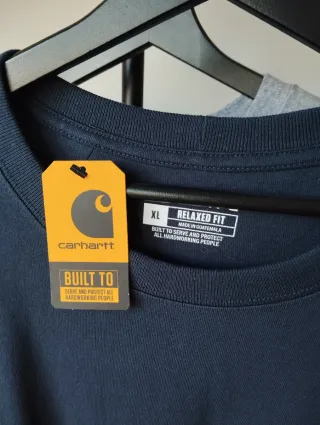 carhartt
BUILT TO
SERVE AND PROTECT ALL
HARDWORKING PEOPLE
XL
RELAXED FIT
MADE IN GUATEMALA
BUILT TO SERVE AND PROTECT
ALL HARDWORKING PEOPLE